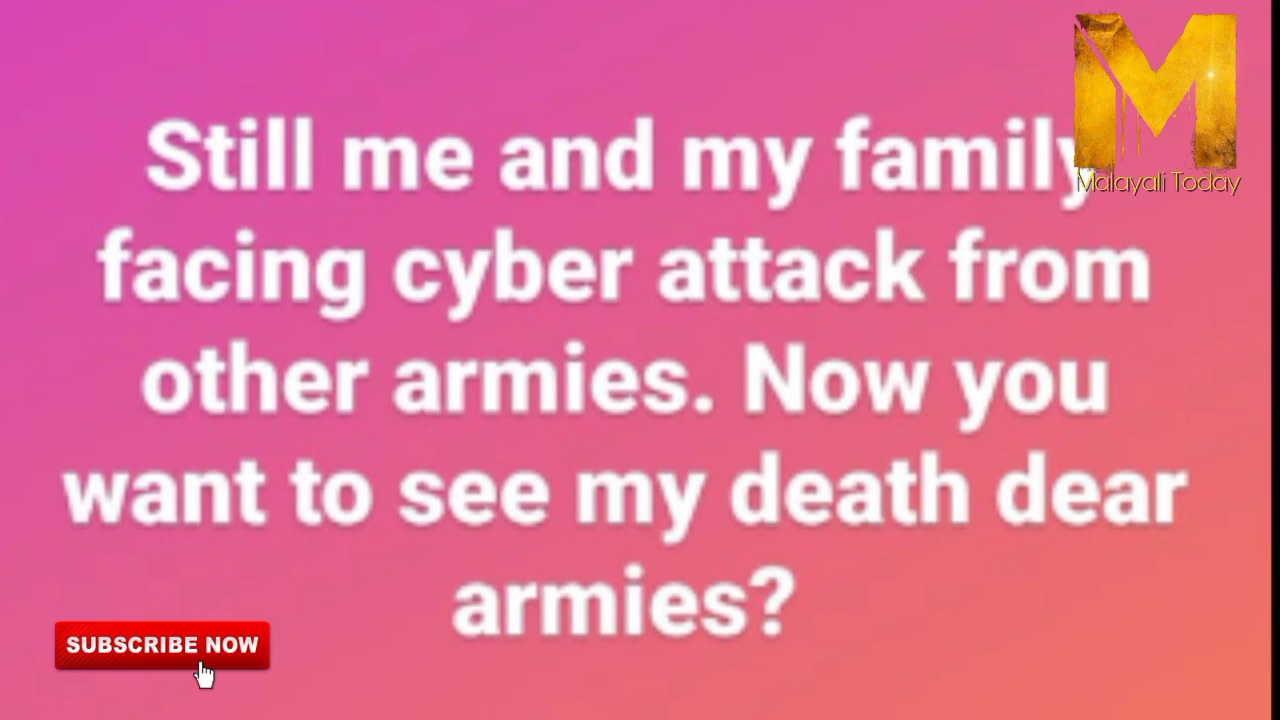 Still me and my family
facing cyber attack from
other armies. Now you
want to see my death dear
armies?
M
Malayali Today
SUBSCRIBE NOW